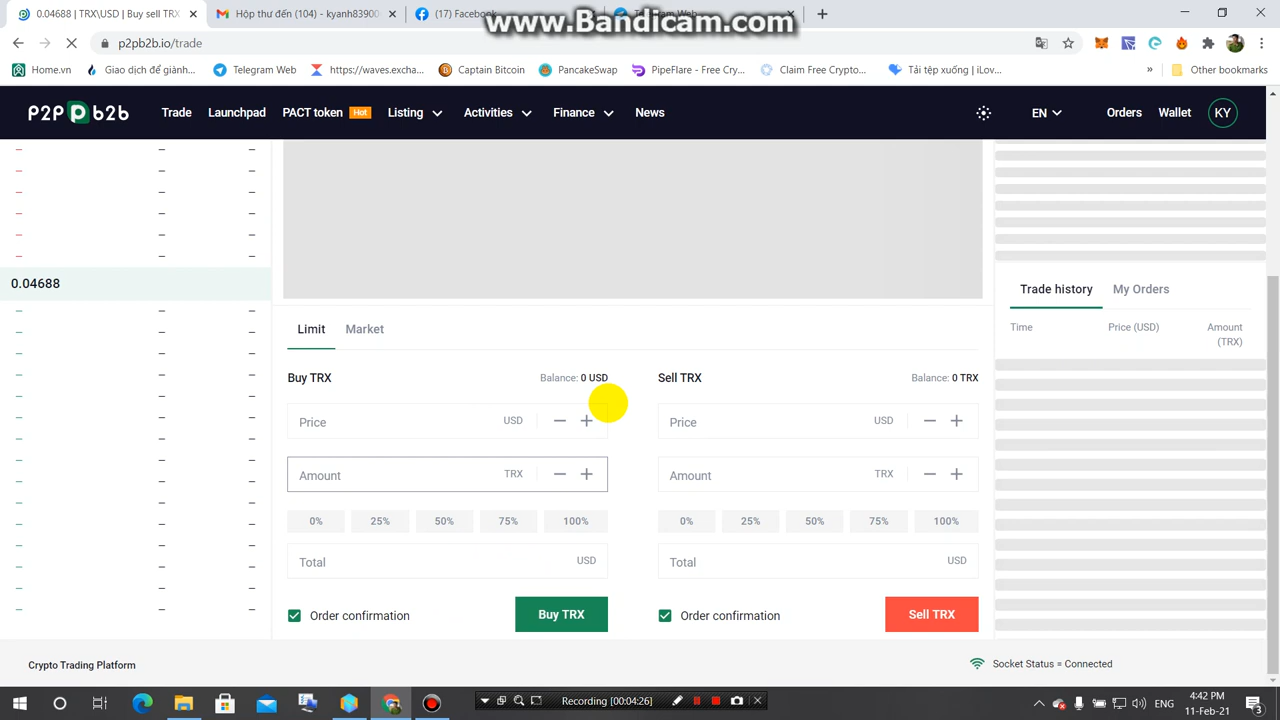 0.04688 | TRX\USD | Buy sell TRX
Hộp thư đến (104) - kyanh83900
(17) Facebook
www.Bandicam.com
p2pb2b.io/trade
Home.vn
Giao dịch để giành...
Telegram Web
https://waves.excha...
Captain Bitcoin
PancakeSwap
PipeFlare - Free Cry...
Claim Free Crypto...
Tải tệp xuống | iLov...
»
Other bookmarks
P2P b2b
Trade
Launchpad
PACT token
Hot
Listing
Activities
Finance
News
EN
Orders
Wallet
KY
0.04688
Trade history
My Orders
Time
Price (USD)
Amount
(TRX)
Limit
Market
Buy TRX
Balance: 0 USD
Sell TRX
Balance: 0 TRX
Price
USD
Price
USD
Amount
TRX
Amount
TRX
0%
25%
50%
75%
100%
0%
25%
50%
75%
100%
Total
USD
Total
USD
Order confirmation
Buy TRX
Order confirmation
Sell TRX
Crypto Trading Platform
Socket Status = Connected
Recording [00:04:26]
ENG
4:42 PM
11-Feb-21
3